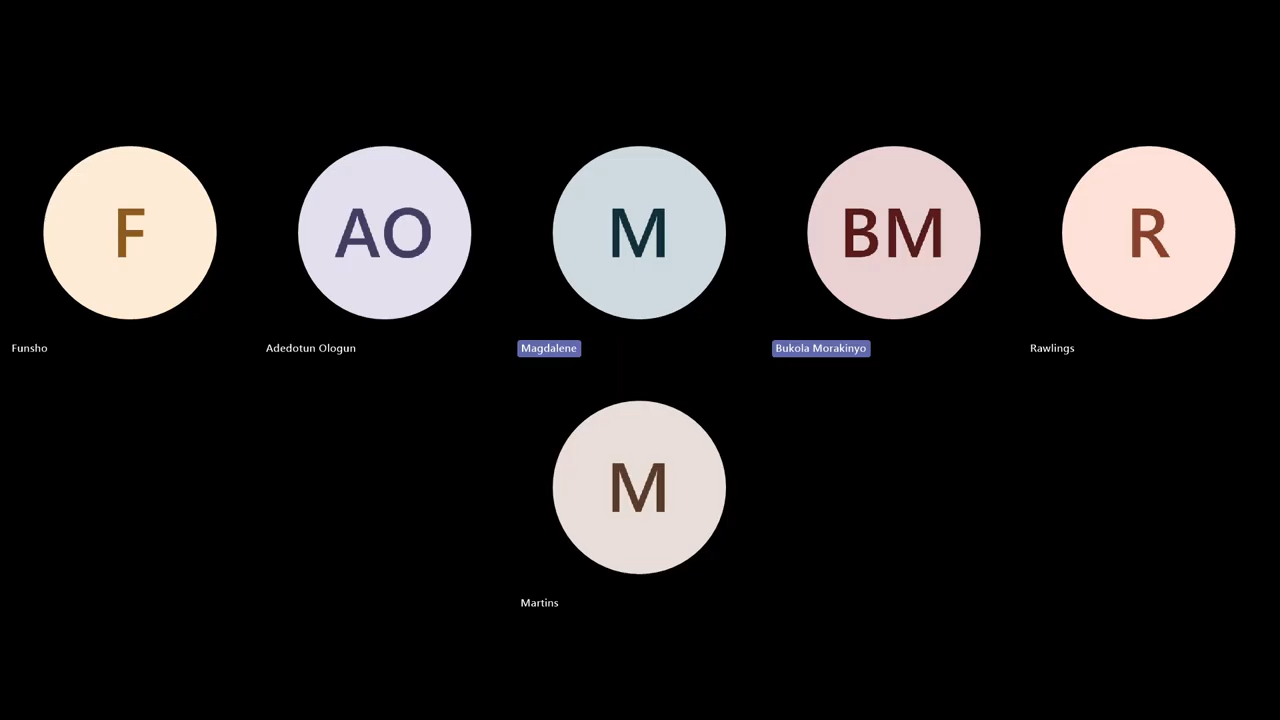 F
AO
M
BM
R
Funsho
Adedotun Ologun
Magdalene
Bukola Morakinyo
Rawlings
M
Martins